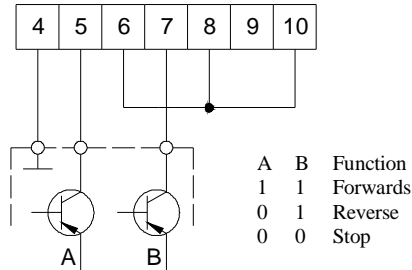 4 5 6 7 8 9 10
A B Function
1 1 Forwards
0 1 Reverse
0 0 Stop
A B